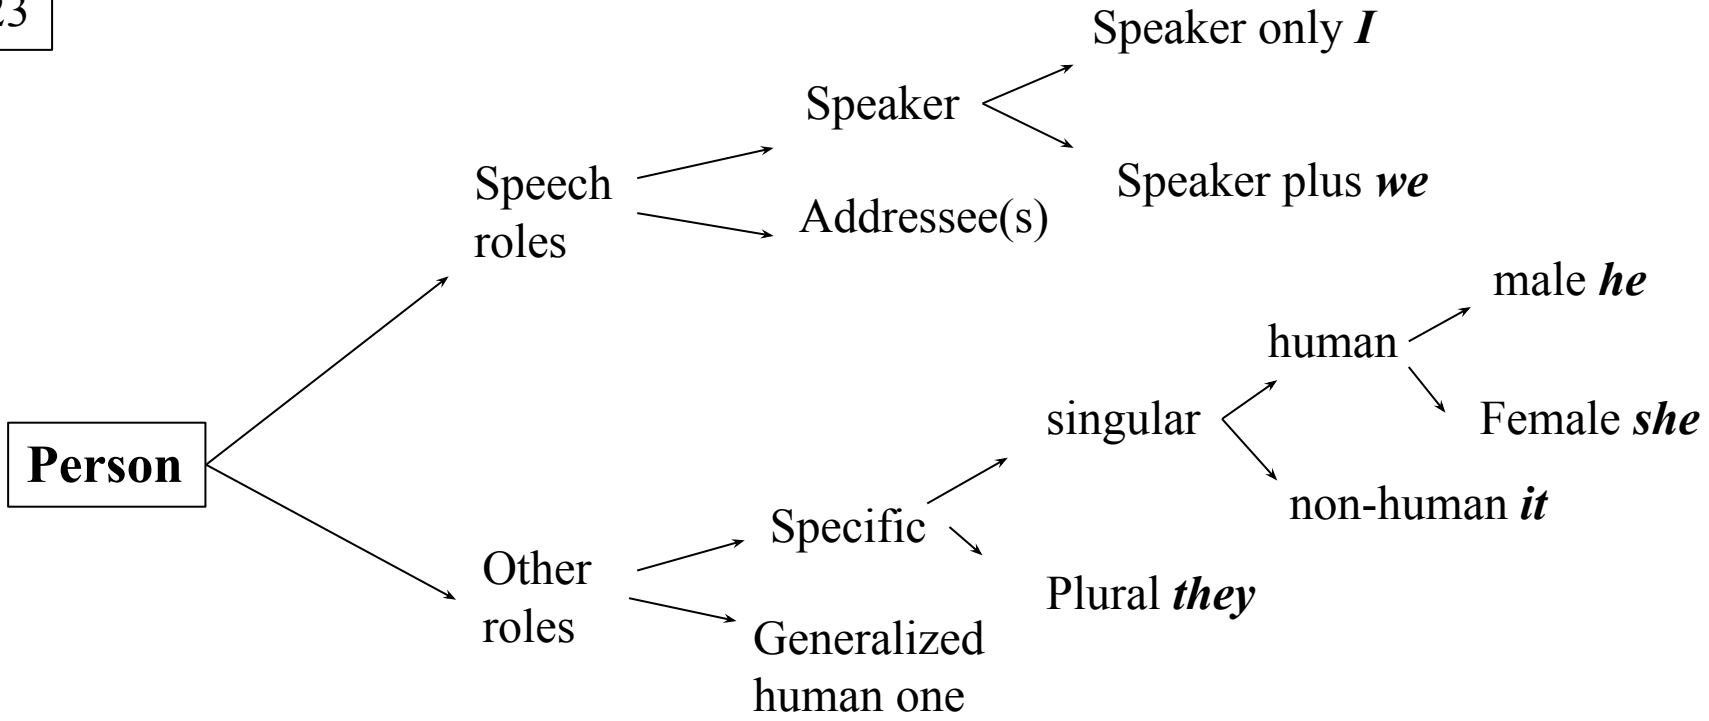 23
Speaker only I
Speaker
Speaker plus we
Speech
roles
Addressee(s)
male he
human
Female she
singular
non-human it
Person
Specific
Plural they
Other
roles
Generalized
human one